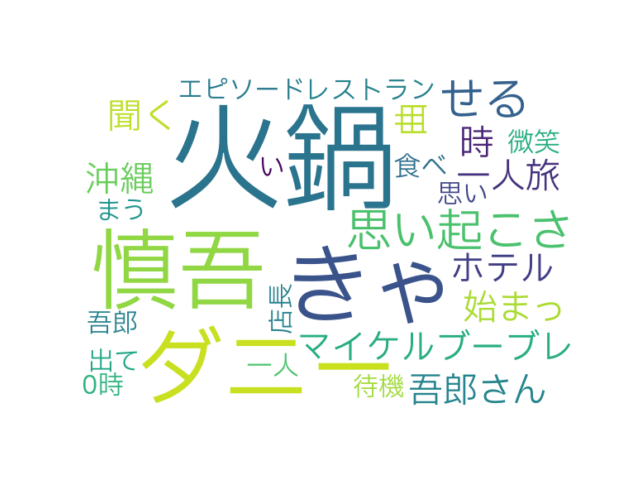 エピソードレストラン
せる
火鍋
聞く
田
時
微笑
い
食べ
一人旅
沖縄
思い
まう
思い起こさ
慎吾
きゃ
ホテル
店長
始まっ
吾郎
ダニー
マイケルブーブレ
出て
一人
0時
待機
吾郎さん